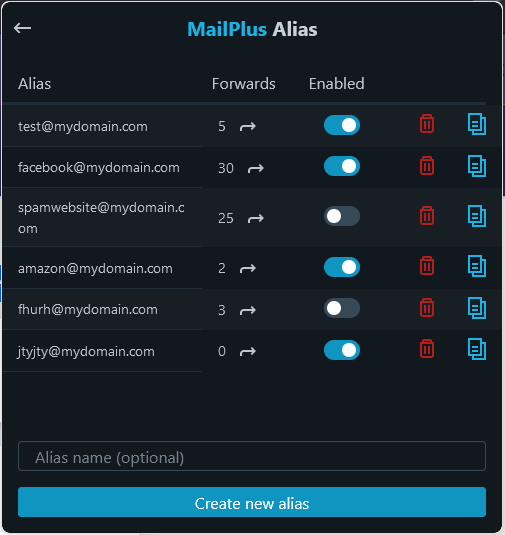 MailPlus Alias
Alias Forwards Enabled
test@mydomain.com 5
facebook@mydomain.com 30
spamwebsite@mydomain.c
om 25
amazon@mydomain.com 2
fhurh@mydomain.com 3
jtyjty@mydomain.com 0
Alias name (optional)
Create new alias